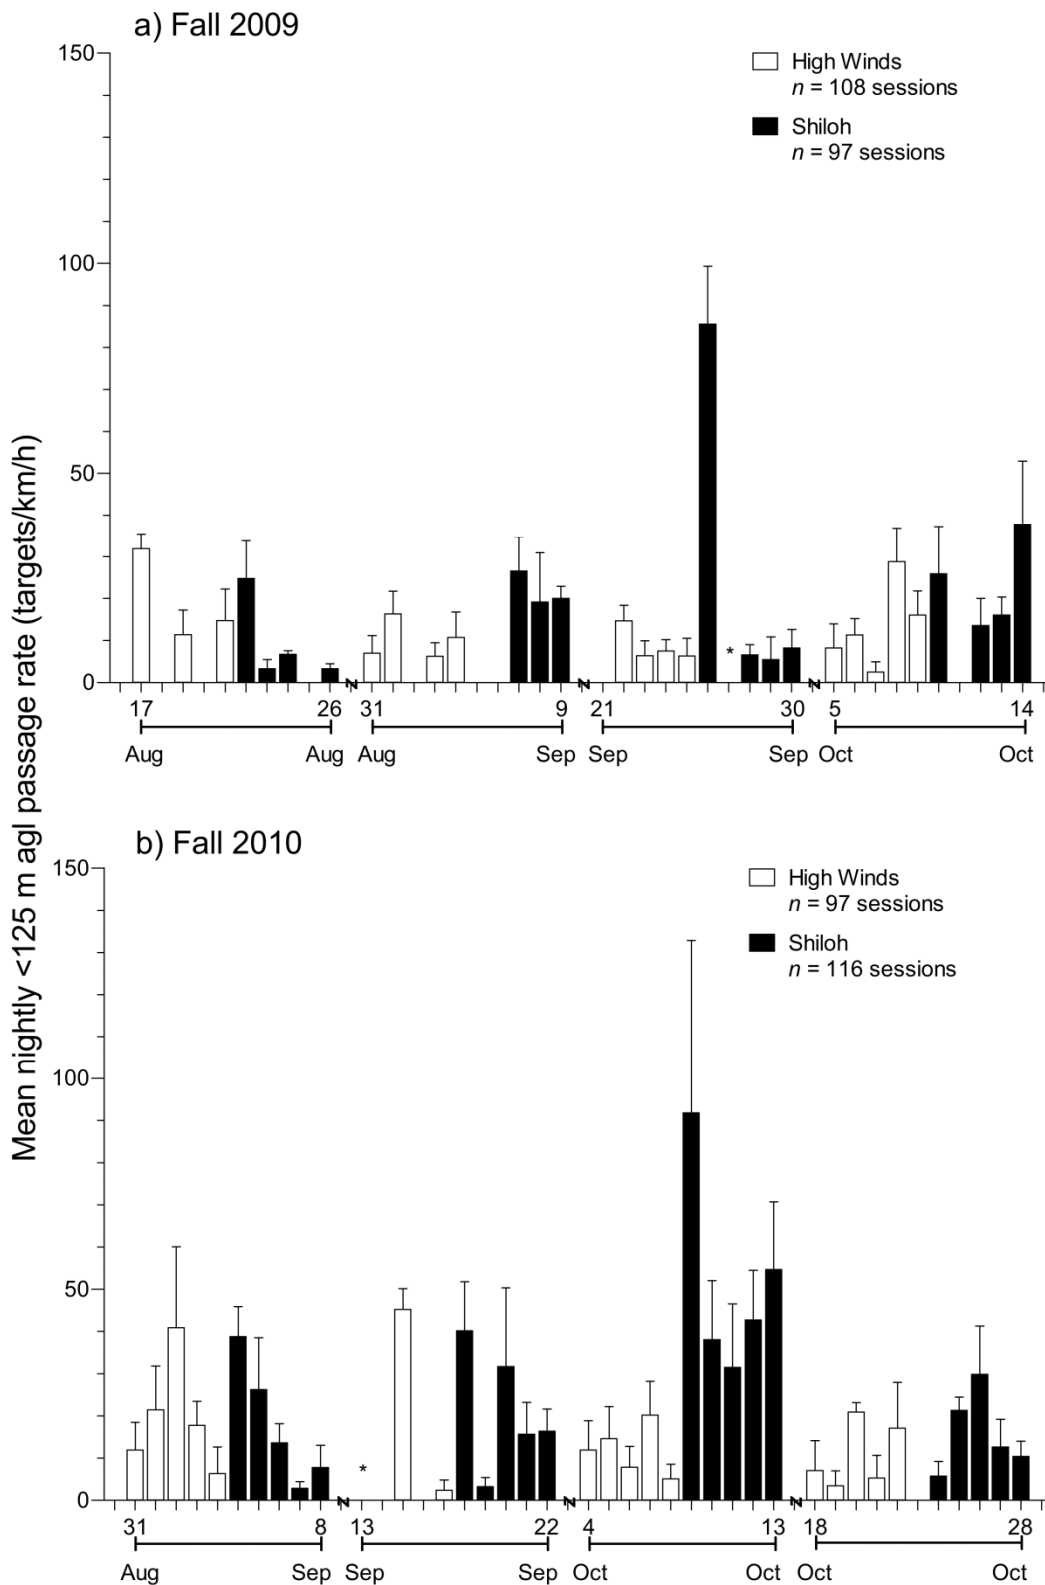 a) Fall 2009
150
High Winds
n = 108 sessions
Shiloh
n = 97 sessions
100
50
*
0
17 26 31 9 21 30 5 14
Aug Aug Aug Sep Sep Sep Oct Oct
Mean nightly <125 m agl passage rate (targets/km/h)
b) Fall 2010
150
High Winds
n = 97 sessions
Shiloh
n = 116 sessions
100
50
*
0
31 8 13 22 4 13 18 28
Aug Sep Sep Sep Oct Oct Oct Oct